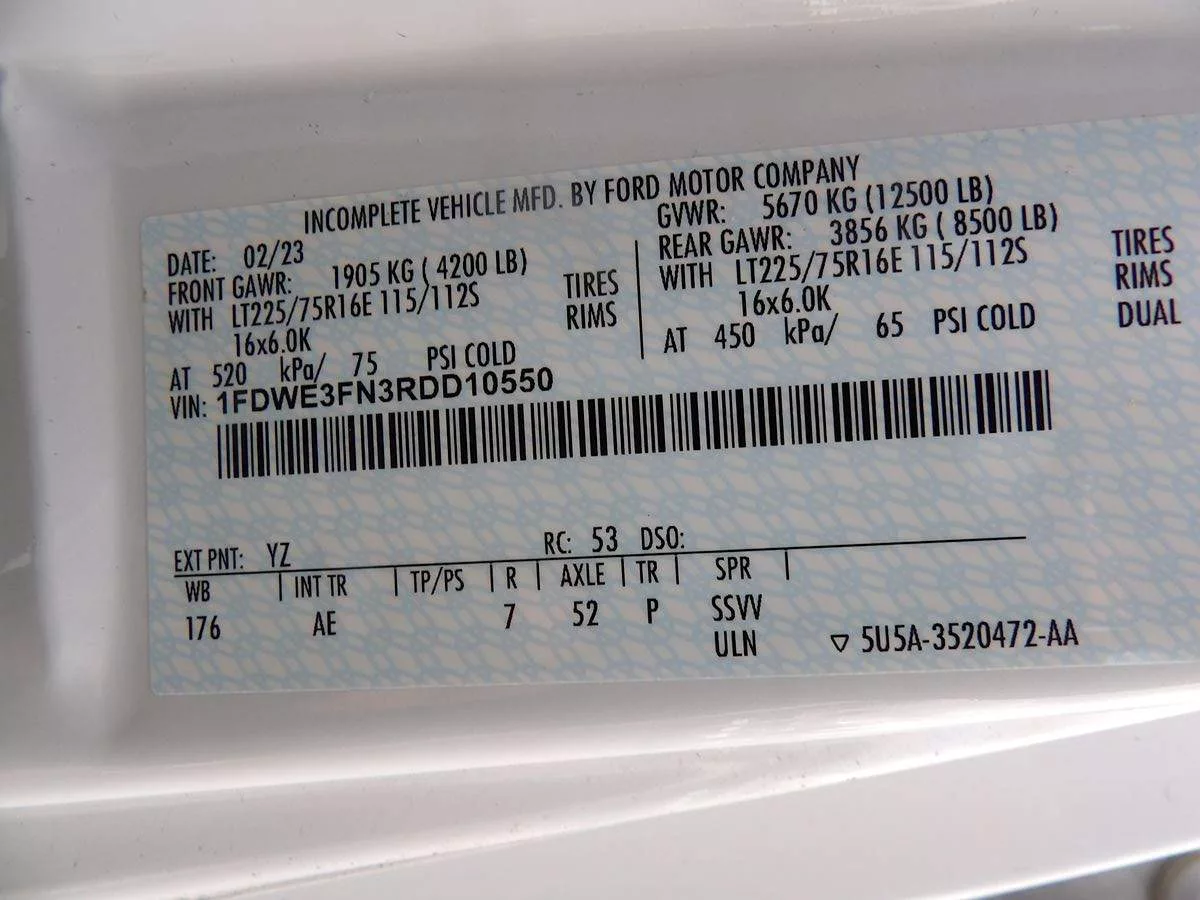 INCOMPLETE VEHICLE MFD. BY FORD MOTOR COMPANY
DATE: 02/23 GVWR: 5670 KG (12500 LB)
FRONT GAWR: 1905 KG ( 4200 LB) REAR GAWR: 3856 KG ( 8500 LB)
WITH LT225/75R16E 115/112S TIRES WITH LT225/75R16E 115/112S TIRES
16x6.0K RIMS 16x6.0K RIMS
AT 520 kPa/ 75 PSI COLD AT 450 kPa/ 65 PSI COLD DUAL
VIN: 1FDWE3FN3RDD10550
EXT PNT: YZ RC: 53 DSO:
WB | INT TR | TP/PS | R | AXLE | TR | SPR |
176 AE 7 52 P SSVV
ULN ▽ 5U5A-3520472-AA